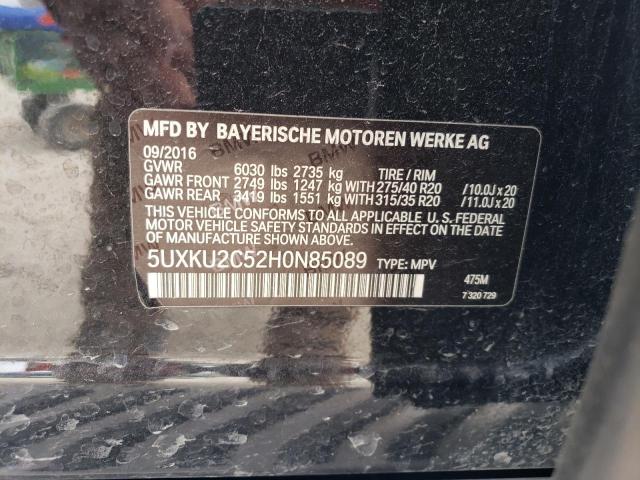 MFD BY BAYERISCHE MOTOREN WERKE AG
09/2016
GVWR 6030 lbs 2735 kg TIRE / RIM
GAWR FRONT 2749 lbs 1247 kg WITH 275/40 R20 /10.0J x 20
GAWR REAR 3419 lbs 1551 kg WITH 315/35 R20 /11.0J x 20
THIS VEHICLE CONFORMS TO ALL APPLICABLE U. S. FEDERAL
MOTOR VEHICLE SAFETY STANDARDS IN EFFECT ON THE
DATE OF MANUFACTURE SHOWN ABOVE.
5UXKU2C52H0N85089 TYPE: MPV
475M
7 320 729